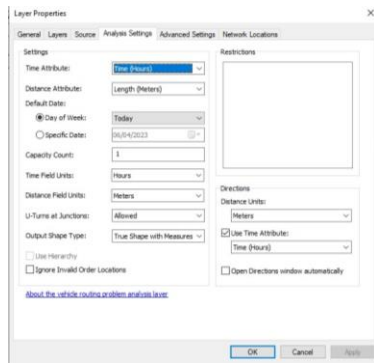 Layer Properties
General Layers Source Analysis Settings Advanced Settings Network Locations
Settings
Time Attribute: Time (Hours)
Distance Attribute: Length (Meters)
Default Date:
Day of Week: Today
Specific Date: 06/04/2023
Capacity Count: 1
Time Field Units: Hours
Distance Field Units: Meters
U-Turns at Junctions: Allowed
Output Shape Type: True Shape with Measures
Use Hierarchy
Ignore Invalid Order Locations
About the vehicle routing problem analysis layer
Restrictions
Directions
Distance Units:
Meters
Use Time Attribute:
Time (Hours)
Open Directions window automatically
OK Cancel Apply